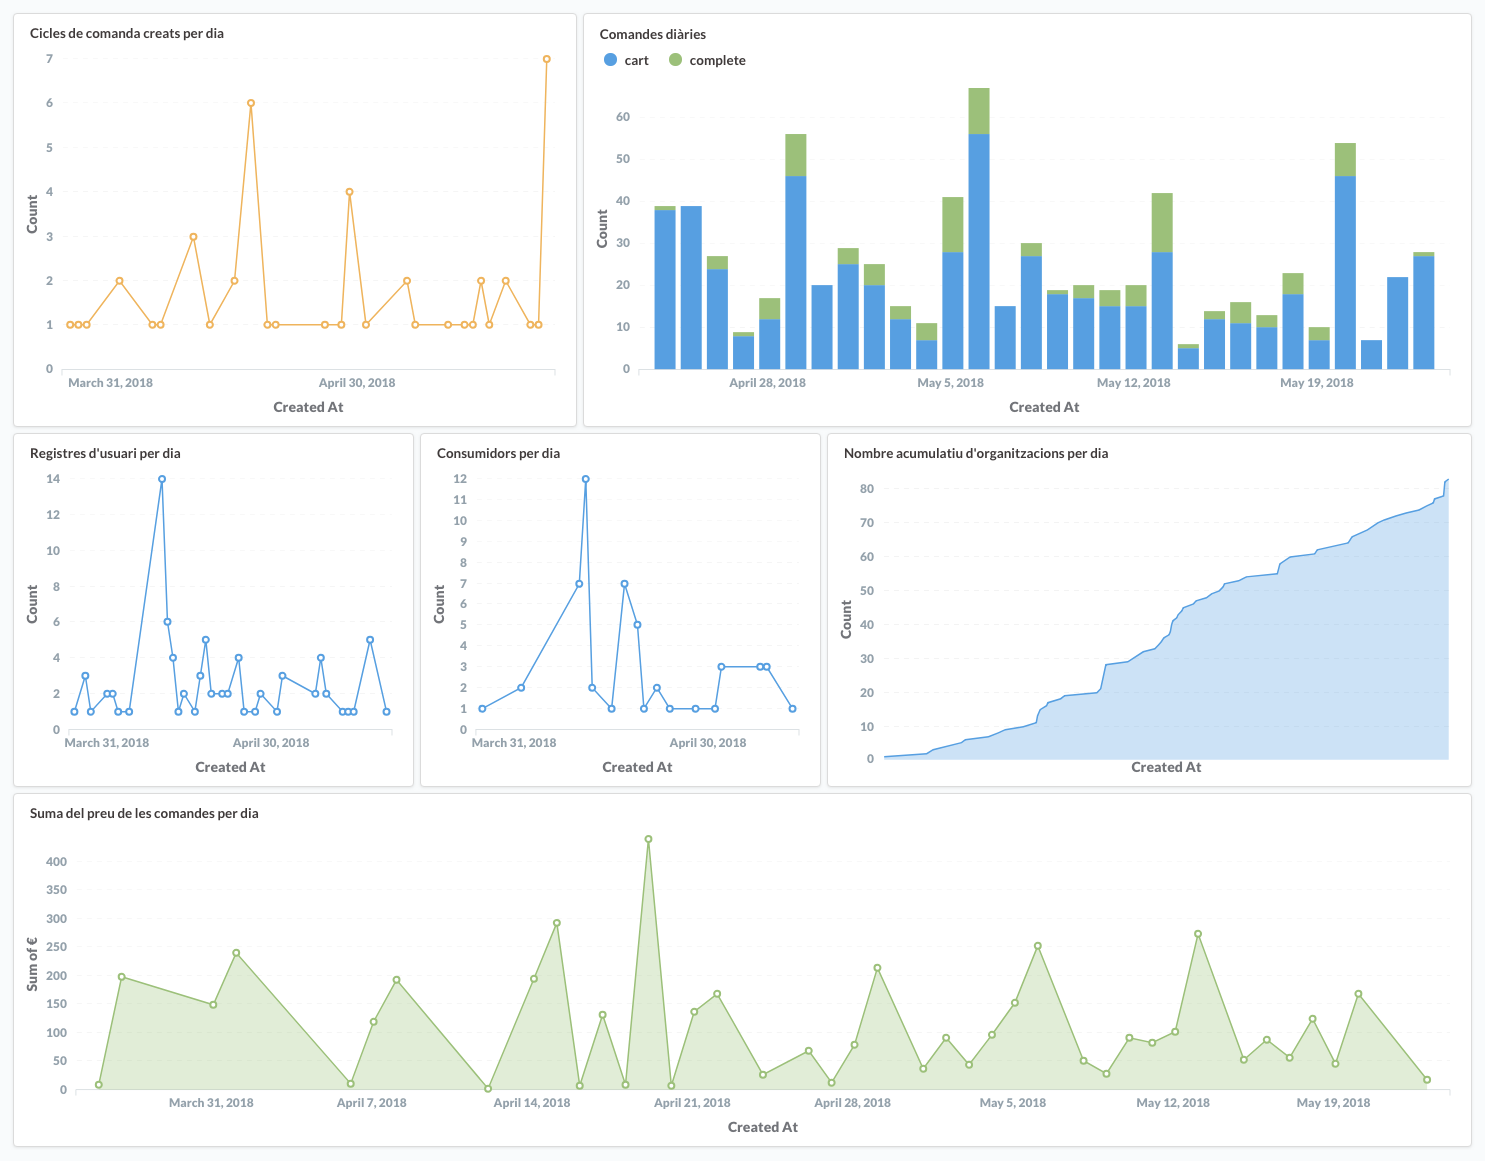 Cicles de comanda creats per dia
7
6
5
4
3
2
1
0
Count
March 31, 2018 April 30, 2018
Created At
Comandes diàries
cart complete
60
50
40
30
20
10
0
Count
April 28, 2018 May 5, 2018 May 12, 2018 May 19, 2018
Created At
Registres d'usuari per dia
14
12
10
8
6
4
2
0
Count
March 31, 2018 April 30, 2018
Created At
Consumidors per dia
12
11
10
9
8
7
6
5
4
3
2
1
0
Count
March 31, 2018 April 30, 2018
Created At
Nombre acumulatiu d'organitzacions per dia
80
70
60
50
40
30
20
10
0
Count
Created At
Suma del preu de les comandes per dia
400
350
300
250
200
150
100
50
0
Sum of €
March 31, 2018 April 7, 2018 April 14, 2018 April 21, 2018 April 28, 2018 May 5, 2018 May 12, 2018 May 19, 2018
Created At